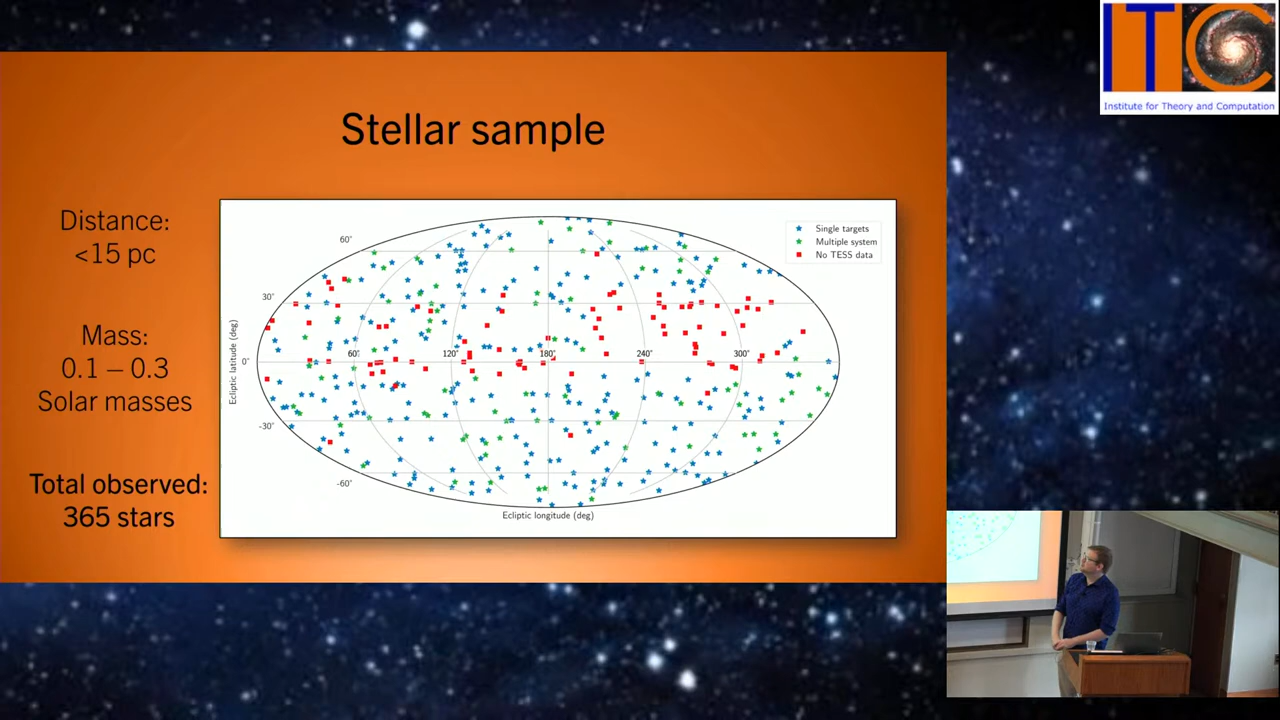 ITC
Institute for Theory and Computation
Stellar sample
Distance:
<15 pc
Mass:
0.1 – 0.3
Solar masses
Total observed:
365 stars
Single targets
Multiple system
No TESS data
60°
30°
0°
-30°
-60°
60°
120°
180°
240°
300°
Ecliptic latitude (deg)
Ecliptic longitude (deg)